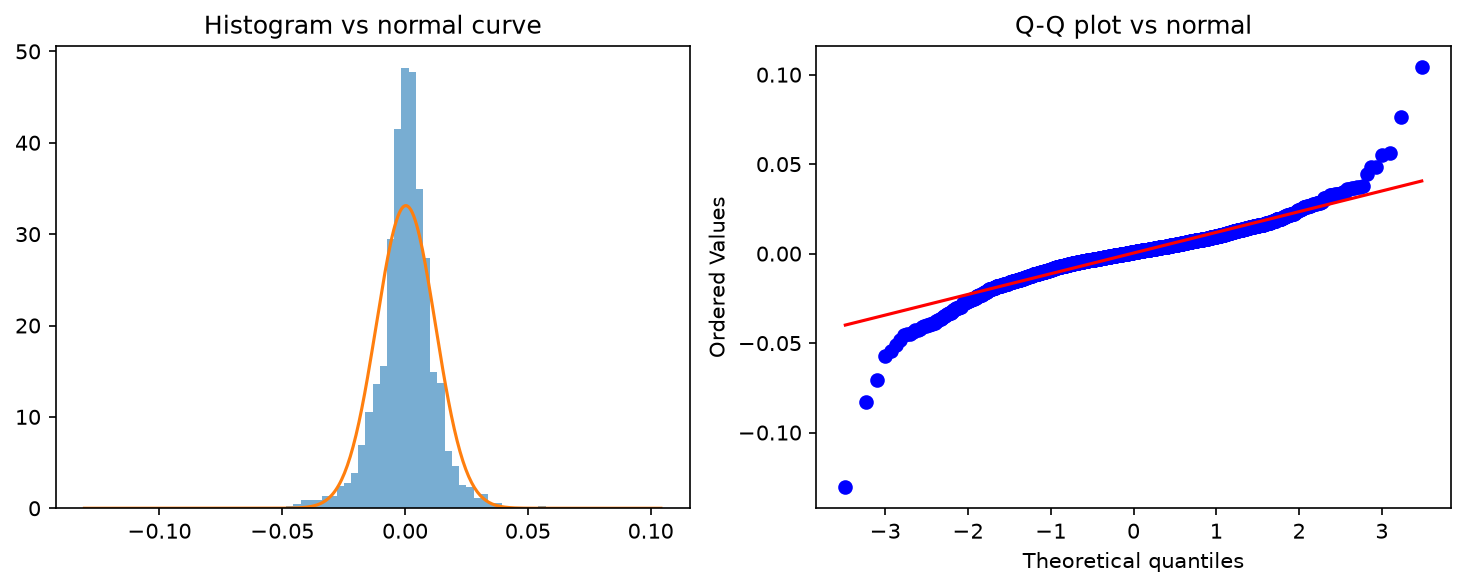 Histogram vs normal curve
50
40
30
20
10
0
−0.10 −0.05 0.00 0.05 0.10
Q-Q plot vs normal
Ordered Values
0.10
0.05
0.00
−0.05
−0.10
−3 −2 −1 0 1 2 3
Theoretical quantiles